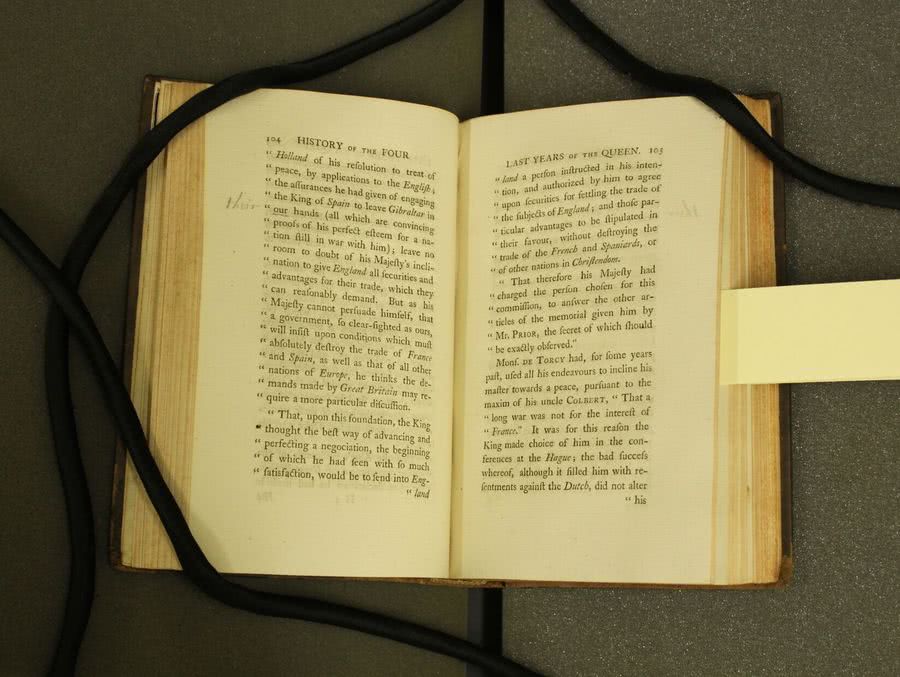 104 HISTORY OF THE FOUR
“ Holland of his reſolution to treat of
“ peace, by applications to the Engliſh;
“ the aſſurances he had given of engaging
“ the King of Spain to leave Gibraltar in
“ our hands (all which are convincing
“ proofs of his perfect eſteem for a na-
“ tion ſtill in war with him); leave no
“ room to doubt of his Majeſty's incli-
“ nation to give England all ſecurities and
“ advantages for their trade, which they
“ can reaſonably demand. But as his
“ Majeſty cannot perſuade himſelf, that
“ a government, ſo clear-ſighted as ours,
“ will inſiſt upon conditions which muſt
“ abſolutely deſtroy the trade of France
“ and Spain, as well as that of all other
“ nations of Europe, he thinks the de-
“ mands made by Great Britain may re-
“ quire a more particular diſcuſſion.
“ That, upon this foundation, the King
“ thought the beſt way of advancing and
“ perfecting a negociation, the beginning
“ of which he had ſeen with ſo much
“ ſatisfaction, would be to ſend into Eng-
“ land
LAST YEARS OF THE QUEEN. 105
“ land a perſon inſtructed in his inten-
“ tion, and authorized by him to agree
“ upon ſecurities for ſettling the trade of
“ the ſubjects of England; and thoſe par-
“ ticular advantages to be ſtipulated in
“ their favour, without deſtroying the
“ trade of the French and Spaniards, or
“ of other nations in Chriſtendom.
“ That therefore his Majeſty had
“ charged the perſon choſen for this
“ commiſſion, to anſwer the other ar-
“ ticles of the memorial given him by
“ Mr. PRIOR, the ſecret of which ſhould
“ be exactly obſerved.”
Monſ. DE TORCY had, for ſome years
paſt, uſed all his endeavours to incline his
maſter towards a peace, purſuant to the
maxim of his uncle COLBERT, “ That a
“ long war was not for the intereſt of
“ France.” It was for this reaſon the
King made choice of him in the con-
ferences at the Hague; the bad ſucceſs
whereof, although it filled him with re-
ſentments againſt the Dutch, did not alter
“ his